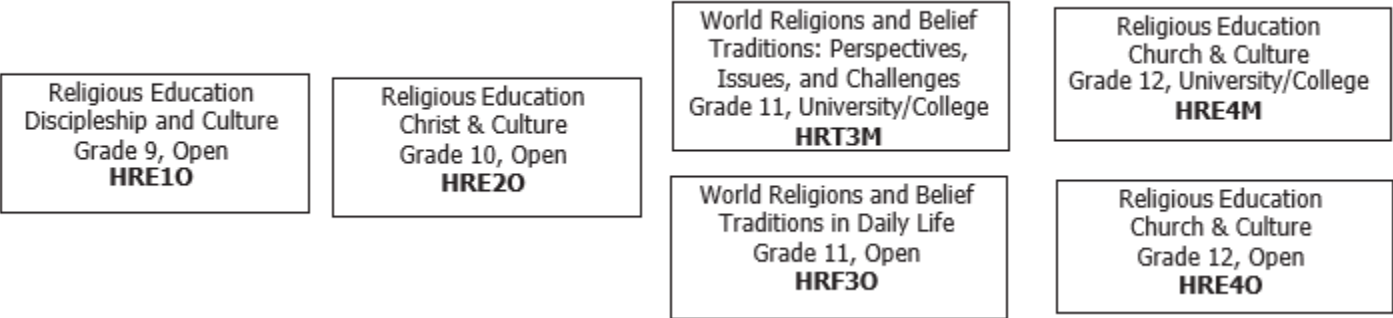 Religious Education
Discipleship and Culture
Grade 9, Open
HRE1O
Religious Education
Christ & Culture
Grade 10, Open
HRE2O
World Religions and Belief
Traditions: Perspectives,
Issues, and Challenges
Grade 11, University/College
HRT3M
World Religions and Belief
Traditions in Daily Life
Grade 11, Open
HRF3O
Religious Education
Church & Culture
Grade 12, University/College
HRE4M
Religious Education
Church & Culture
Grade 12, Open
HRE4O